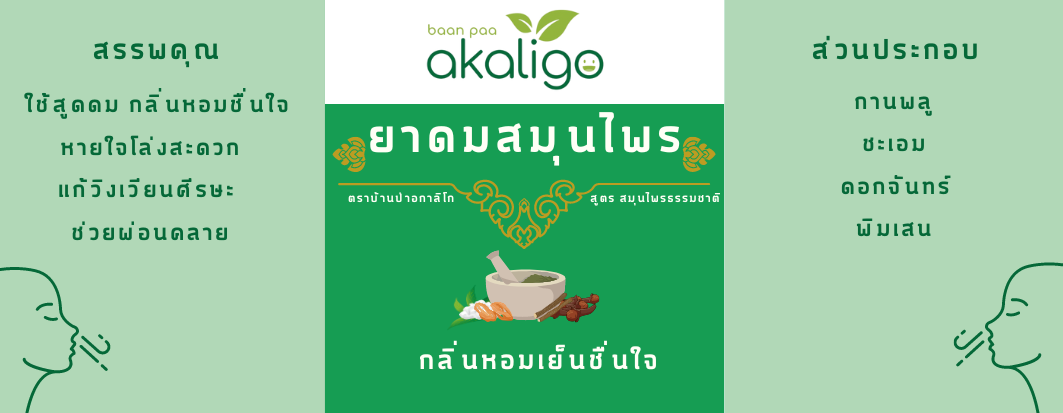 สรรพคุณ
ใช้สูดดม กลิ่นหอมชื่นใจ
หายใจโล่งสะดวก
แก้วิงเวียนศีรษะ
ช่วยผ่อนคลาย
baan paa
akaligo
ยาดมสมุนไพร
ตราบ้านป่าอกาลิโก
สูตร สมุนไพรธรรมชาติ
กลิ่นหอมเย็นชื่นใจ
ส่วนประกอบ
กานพลู
ชะเอม
ดอกจันทร์
พิมเสน